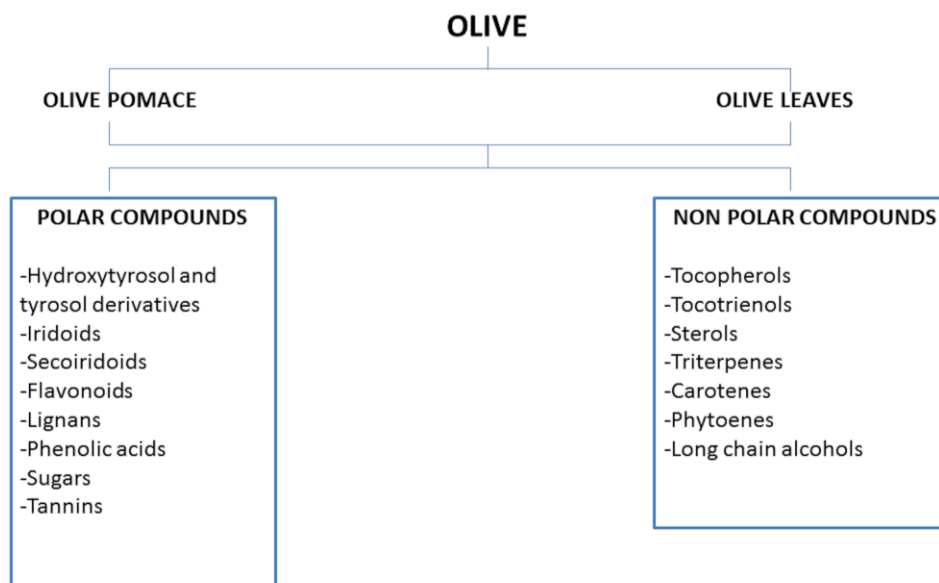 OLIVE
OLIVE POMACE
OLIVE LEAVES
POLAR COMPOUNDS
-Hydroxytyrosol and
tyrosol derivatives
-Iridoids
-Secoiridoids
-Flavonoids
-Lignans
-Phenolic acids
-Sugars
-Tannins
NON POLAR COMPOUNDS
-Tocopherols
-Tocotrienols
-Sterols
-Triterpenes
-Carotenes
-Phytoenes
-Long chain alcohols